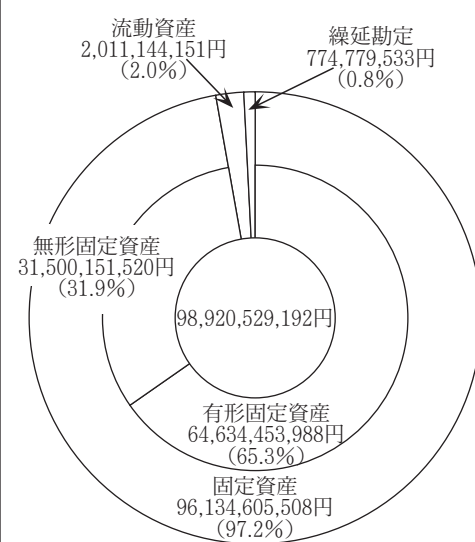 流動資産
2,011,144,151円
（2.0％）
繰延勘定
774,779,533円
（0.8％）
無形固定資産
31,500,151,520円
（31.9％）
98,920,529,192円
有形固定資産
64,634,453,988円
（65.3％）
固定資産
96,134,605,508円
（97.2％）